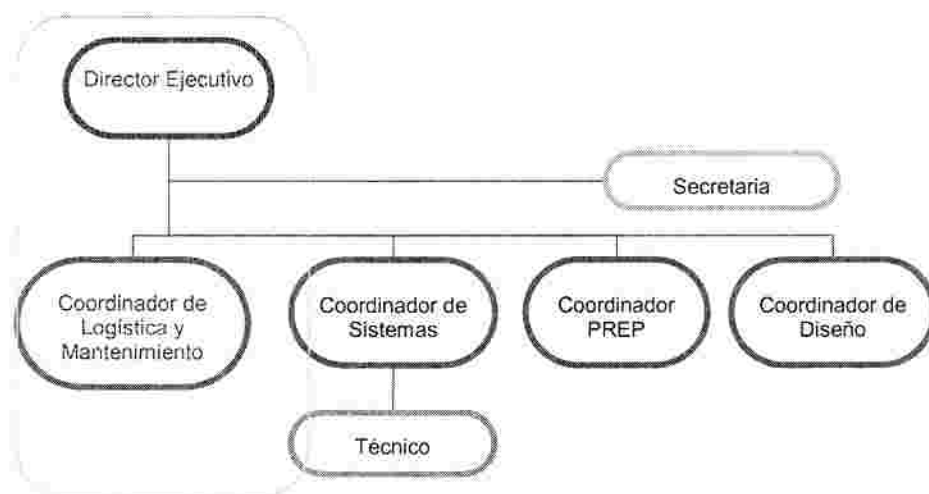 Director Ejecutivo
Secretaria
Coordinador de
Logística y
Mantenimiento
Coordinador de
Sistemas
Coordinador
PREP
Coordinador de
Diseño
Técnico